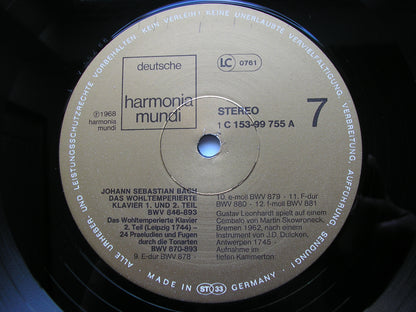 ALLE URHEBER- UND LEISTUNGSSCHUTZRECHTE VORBEHALTEN. KEIN VERLEIH! KEINE UNERLAUBTE VERVIELFÄLTIGUNG, VERBREITUNG, AUFFÜHRUNG, SENDUNG!
deutsche
harmonia
mundi
LC 0761
℗1968
harmonia
mundi
STEREO
1 C 153-99 755 A
7
JOHANN SEBASTIAN BACH
DAS WOHLTEMPERIERTE
KLAVIER 1. UND 2. TEIL
BWV 846-893
Das Wohltemperierte Klavier
2. Teil (Leipzig 1744) –
24 Preludien und Fugen
durch die Tonarten
BWV 870-893
9. E-dur BWV 878 -
10. e-moll BWV 879 - 11. F-dur
BWV 880 - 12. f-moll BWV 881
Gustav Leonhardt spielt auf einem
Cembalo von Martin Skowroneck,
Bremen 1962, nach einem
Instrument von J.D. Dulcken,
Antwerpen 1745 -
Aufnahme im
tiefen Kammerton
MADE IN GERMANY
ST 33